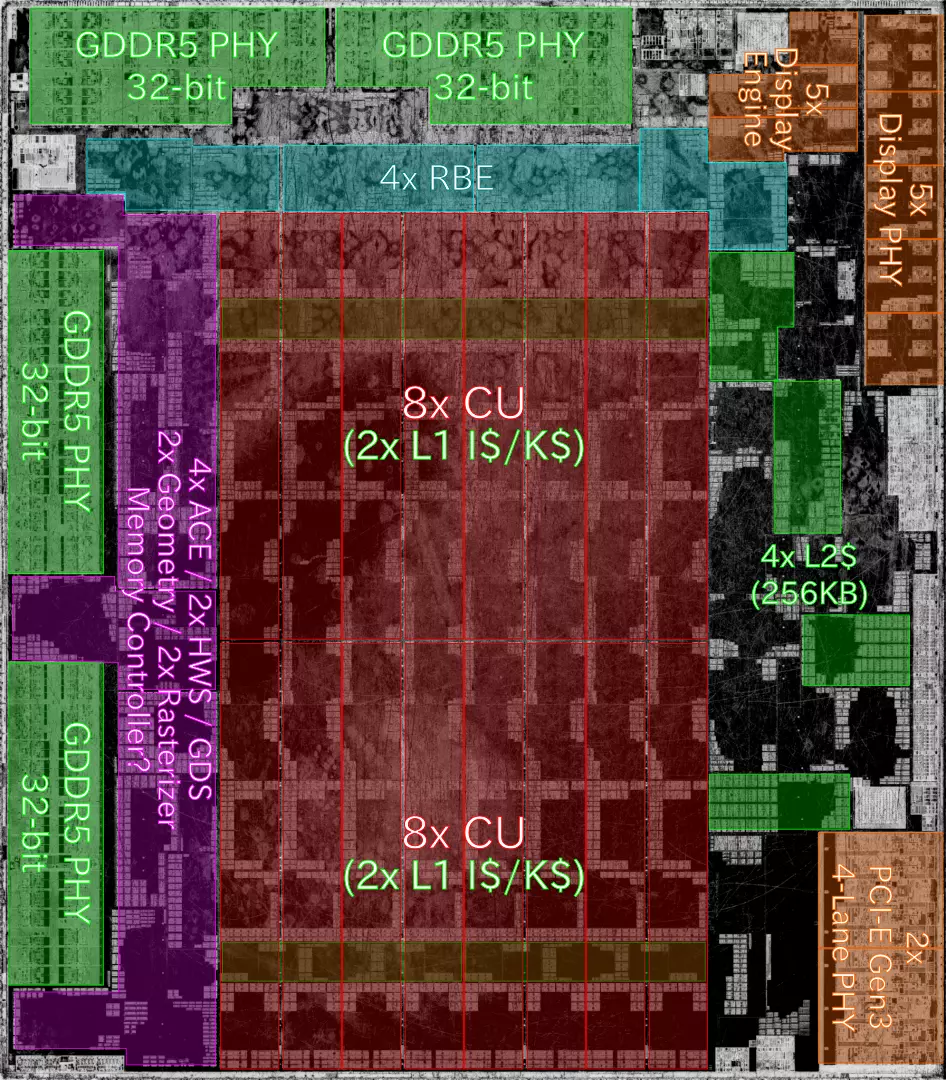 GDDR5 PHY
32-bit
GDDR5 PHY
32-bit
5x
Display
Engine
5x
Display PHY
4x RBE
GDDR5 PHY
32-bit
8x CU
(2x L1 I$/K$)
4x ACE / 2x HWS / GDS
2x Geometry / 2x Rasterizer
Memory Controller?
4x L2$
(256KB)
GDDR5 PHY
32-bit
8x CU
(2x L1 I$/K$)
2x
PCI-E Gen3
4-Lane PHY